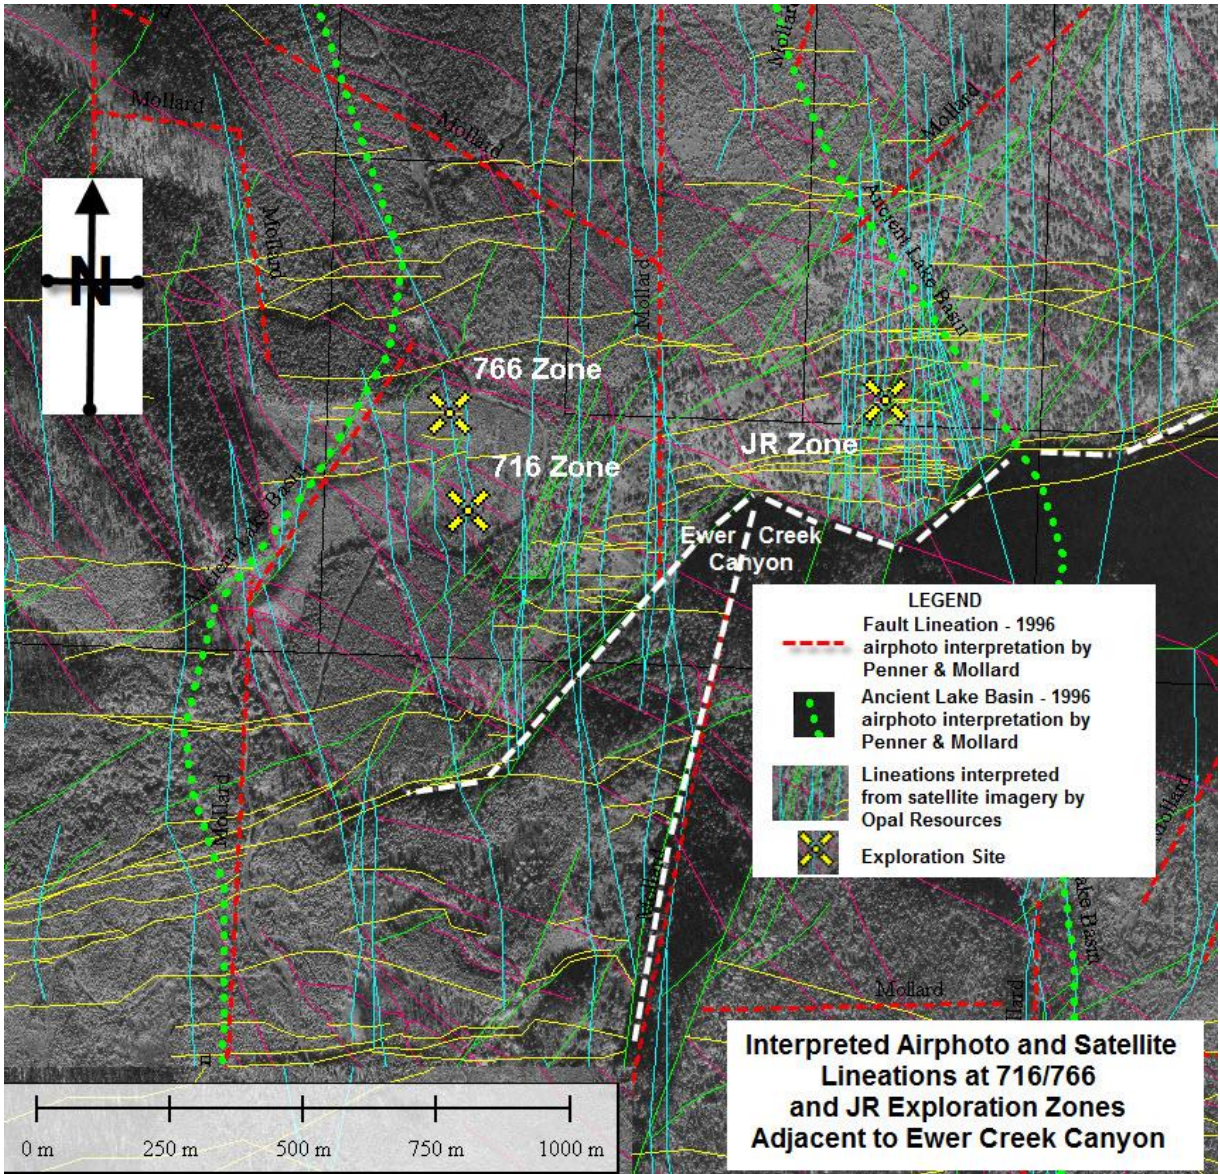 Mollard
Mollard
Mollard
Mollard
Mollard
N
Mollard
Ancient Lake Basin
766 Zone
JR Zone
716 Zone
Lake Basin
Ewer Creek
Canyon
LEGEND
Fault Lineation - 1996
airphoto interpretation by
Penner & Mollard
Ancient Lake Basin - 1996
airphoto interpretation by
Penner & Mollard
Lineations interpreted
from satellite imagery by
Opal Resources
Exploration Site
Mollard
Mollard
Mollard
Lake Basin
Mollard
Interpreted Airphoto and Satellite
Lineations at 716/766
and JR Exploration Zones
Adjacent to Ewer Creek Canyon
0 m 250 m 500 m 750 m 1000 m